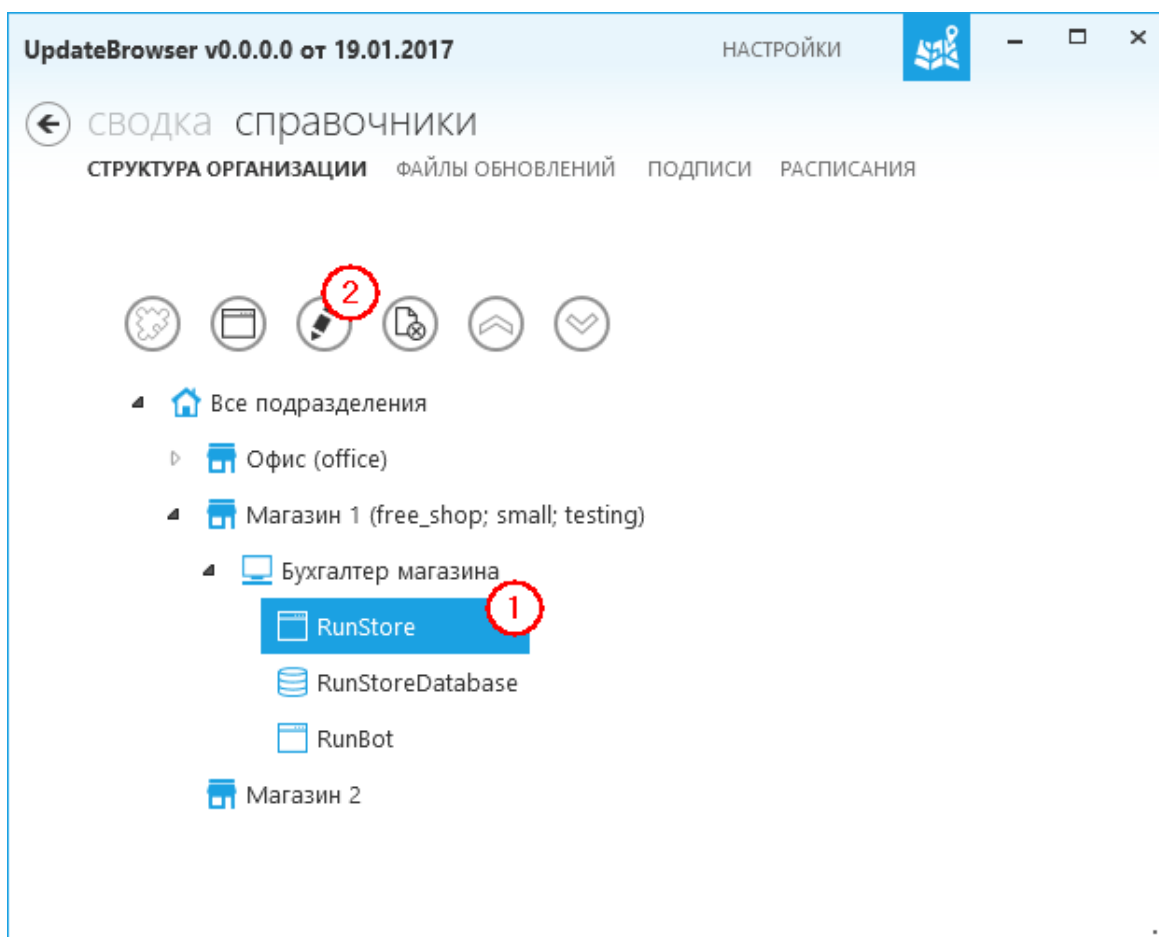 UpdateBrowser v0.0.0.0 от 19.01.2017 НАСТРОЙКИ
сводка справочники
СТРУКТУРА ОРГАНИЗАЦИИ ФАЙЛЫ ОБНОВЛЕНИЙ ПОДПИСИ РАСПИСАНИЯ
2
Все подразделения
Офис (office)
Магазин 1 (free_shop; small; testing)
Бухгалтер магазина
1
RunStore
RunStoreDatabase
RunBot
Магазин 2